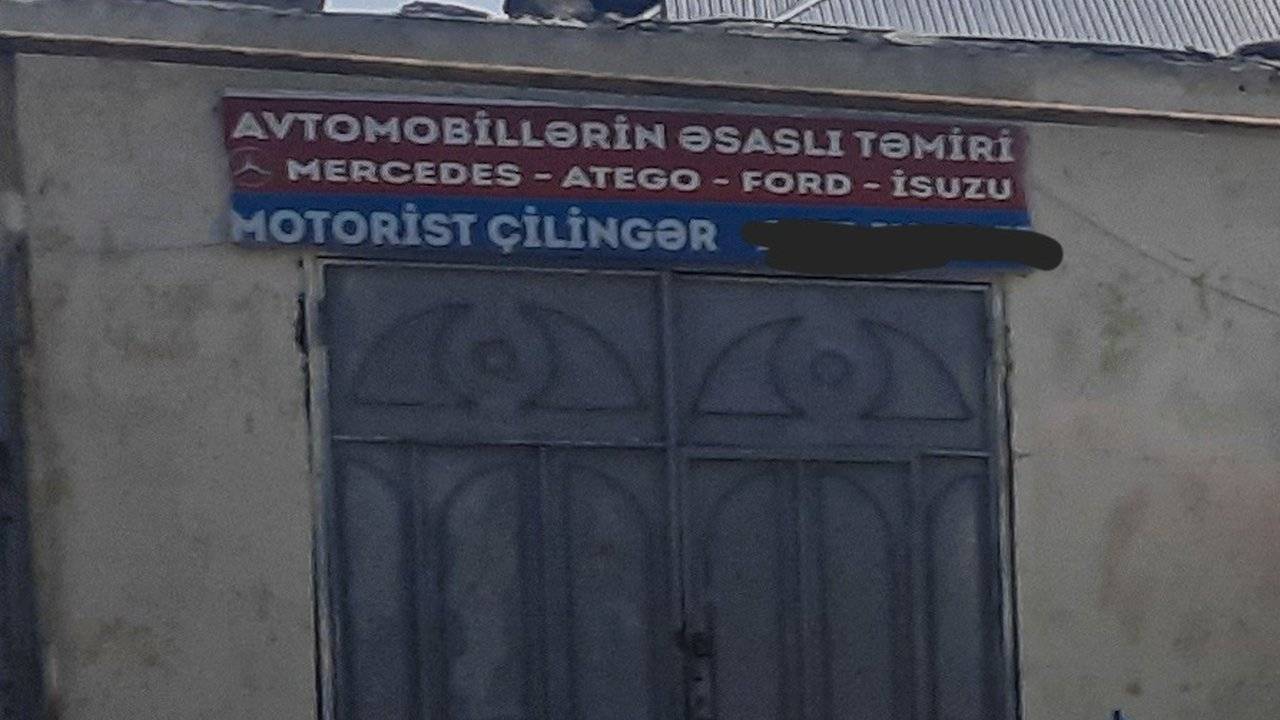 AVTOMOBİLLƏRİN ƏSASLI TƏMİRİ
MERCEDES - ATEGO - FORD - İSUZU
MOTORİST ÇİLİNGƏR